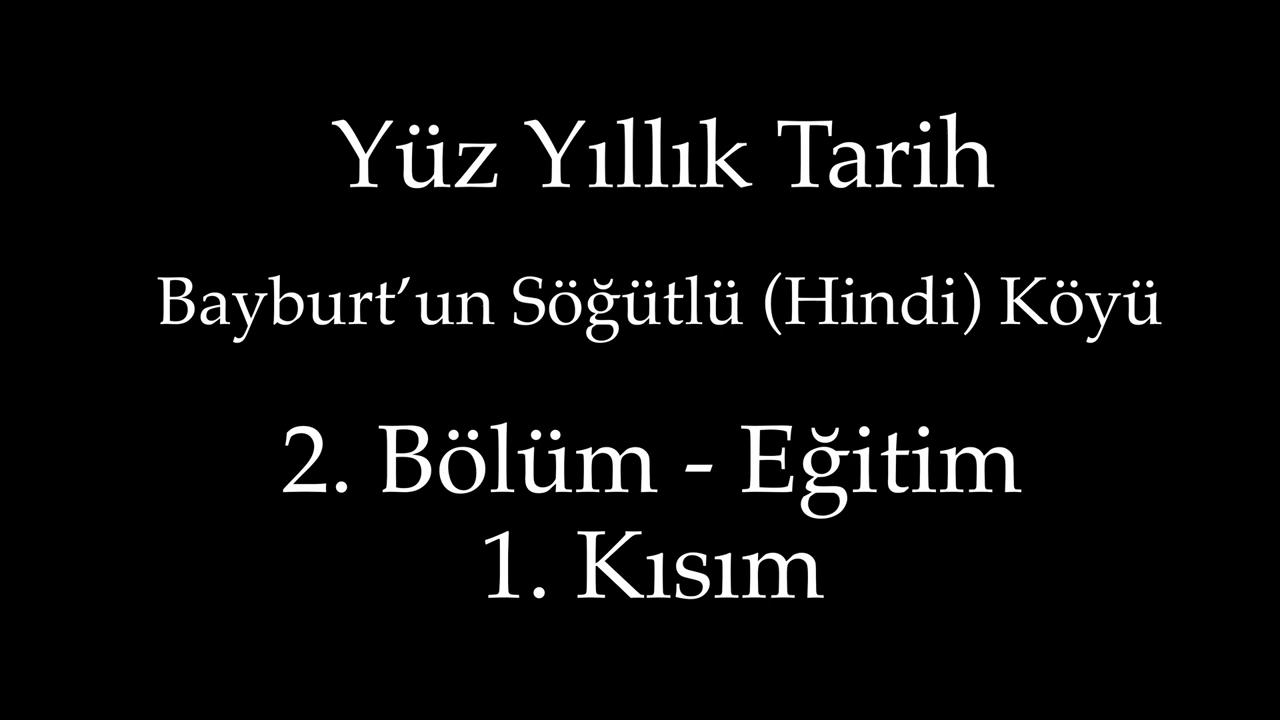 Yüz Yıllık Tarih
Bayburt’un Söğütlü (Hindi) Köyü
2. Bölüm - Eğitim
1. Kısım